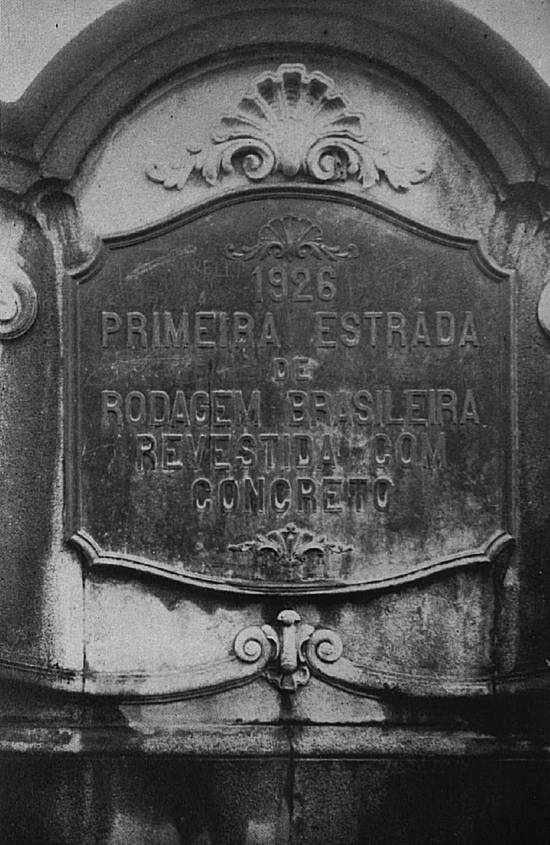 1926
PRIMEIRA ESTRADA
DE
RODAGEM BRASILEIRA
REVESTIDA COM
CONCRETO